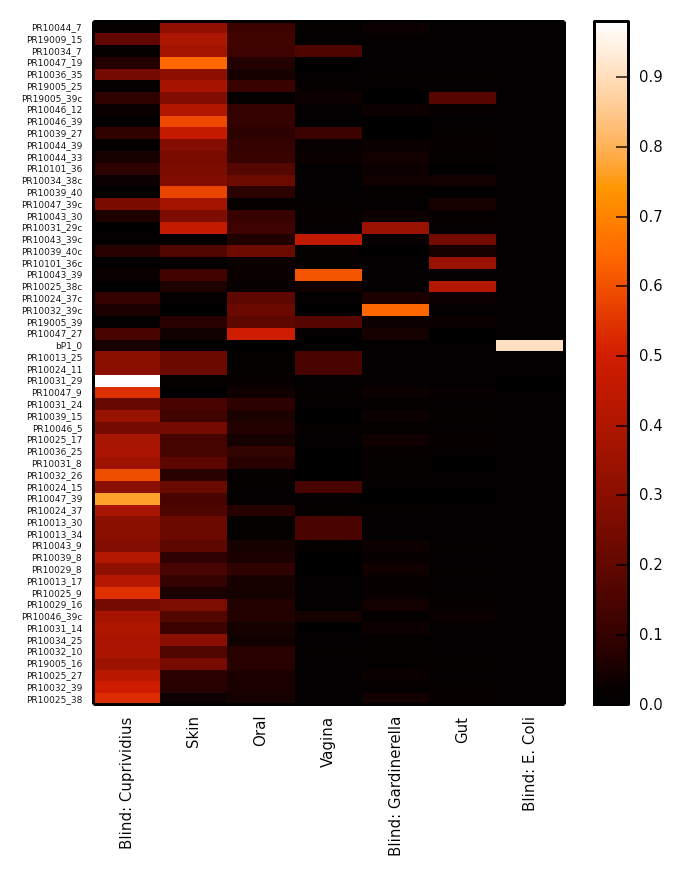 PR10044_7
PR19009_15
PR10034_7
PR10047_19
PR10036_35
PR19005_25
PR19005_39c
PR10046_12
PR10046_39
PR10039_27
PR10044_39
PR10044_33
PR10101_36
PR10034_38c
PR10039_40
PR10047_39c
PR10043_30
PR10031_29c
PR10043_39c
PR10039_40c
PR10101_36c
PR10043_39
PR10025_38c
PR10024_37c
PR10032_39c
PR19005_39
PR10047_27
bP1_0
PR10013_25
PR10024_11
PR10031_29
PR10047_9
PR10031_24
PR10039_15
PR10046_5
PR10025_17
PR10036_25
PR10031_8
PR10032_26
PR10024_15
PR10047_39
PR10024_37
PR10013_30
PR10013_34
PR10043_9
PR10039_8
PR10029_8
PR10013_17
PR10025_9
PR10029_16
PR10046_39c
PR10031_14
PR10034_25
PR10032_10
PR19005_16
PR10025_27
PR10032_39
PR10025_38
Blind: Cuprividius
Skin
Oral
Vagina
Blind: Gardinerella
Gut
Blind: E. Coli
0.9
0.8
0.7
0.6
0.5
0.4
0.3
0.2
0.1
0.0